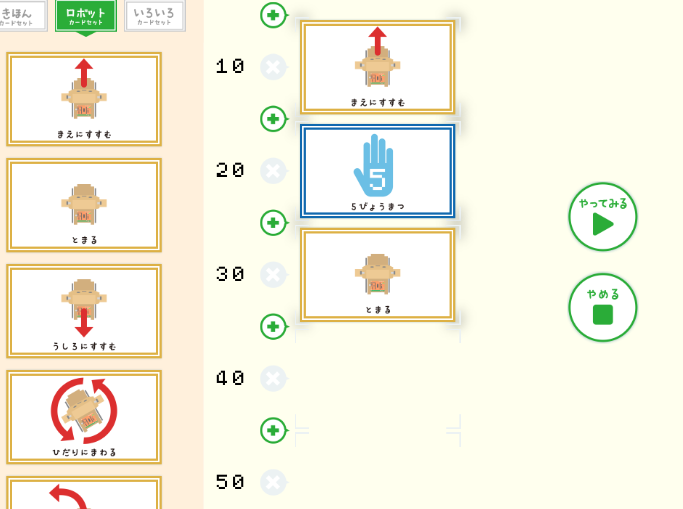 きほん
カードセット
ロボット
カードセット
いろいろ
カードセット
まえにすすむ
とまる
うしろにすすむ
ひだりにまわる
10
まえにすすむ
20
5
5びょうまつ
30
とまる
40
50
やってみる
やめる